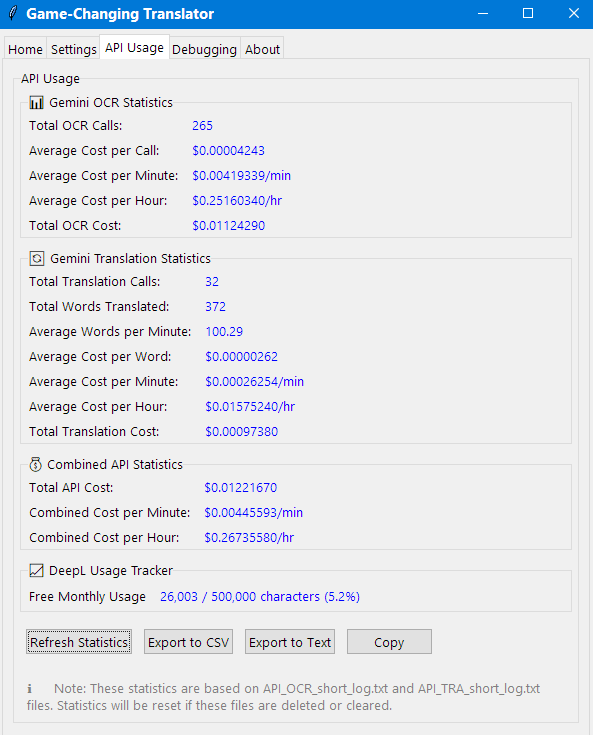 Game-Changing Translator
Home Settings API Usage Debugging About
API Usage
Gemini OCR Statistics
Total OCR Calls: 265
Average Cost per Call: $0.00004243
Average Cost per Minute: $0.00419339/min
Average Cost per Hour: $0.25160340/hr
Total OCR Cost: $0.01124290
Gemini Translation Statistics
Total Translation Calls: 32
Total Words Translated: 372
Average Words per Minute: 100.29
Average Cost per Word: $0.00000262
Average Cost per Minute: $0.00026254/min
Average Cost per Hour: $0.01575240/hr
Total Translation Cost: $0.00097380
Combined API Statistics
Total API Cost: $0.01221670
Combined Cost per Minute: $0.00445593/min
Combined Cost per Hour: $0.26735580/hr
DeepL Usage Tracker
Free Monthly Usage 26,003 / 500,000 characters (5.2%)
Refresh Statistics Export to CSV Export to Text Copy
ℹ Note: These statistics are based on API_OCR_short_log.txt and API_TRA_short_log.txt
files. Statistics will be reset if these files are deleted or cleared.